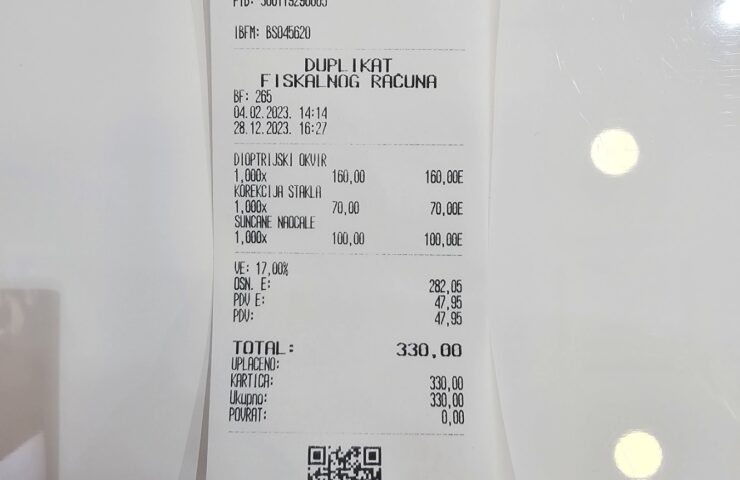 IBFM: BS045620
DUPLIKAT
FISKALNOG RAČUNA
BF: 265
04.02.2023. 14:14
28.12.2023. 16:27
DIOPTRIJSKI OKVIR
1,000x 160,00 160,00E
KOREKCIJA STAKLA
1,000x 70,00 70,00E
SUNCANE NAOCALE
1,000x 100,00 100,00E
VE: 17,00%
OSN. E: 282,05
PDV E: 47,95
PDV: 47,95
TOTAL: 330,00
UPLAĆENO:
KARTICA: 330,00
Ukupno: 330,00
POVRAT: 0,00